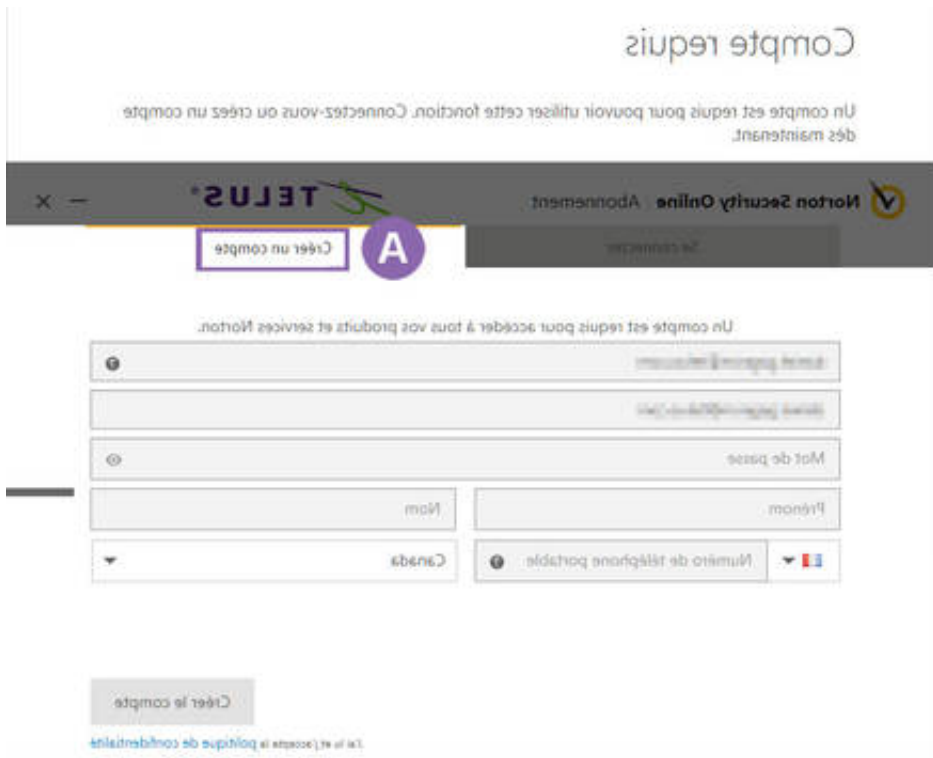 Compte requis
Un compte est requis pour pouvoir utiliser cette fonction. Connectez-vous ou créez un compte
dès maintenant.
Norton Security Online Abonnement TELUS®
Se connecter A Créer un compte
Un compte est requis pour accéder à tous vos produits et services Norton.
Mot de passe
Prénom Nom
Numéro de téléphone portable Canada
Créer le compte
J'ai lu et j'accepte la politique de confidentialité